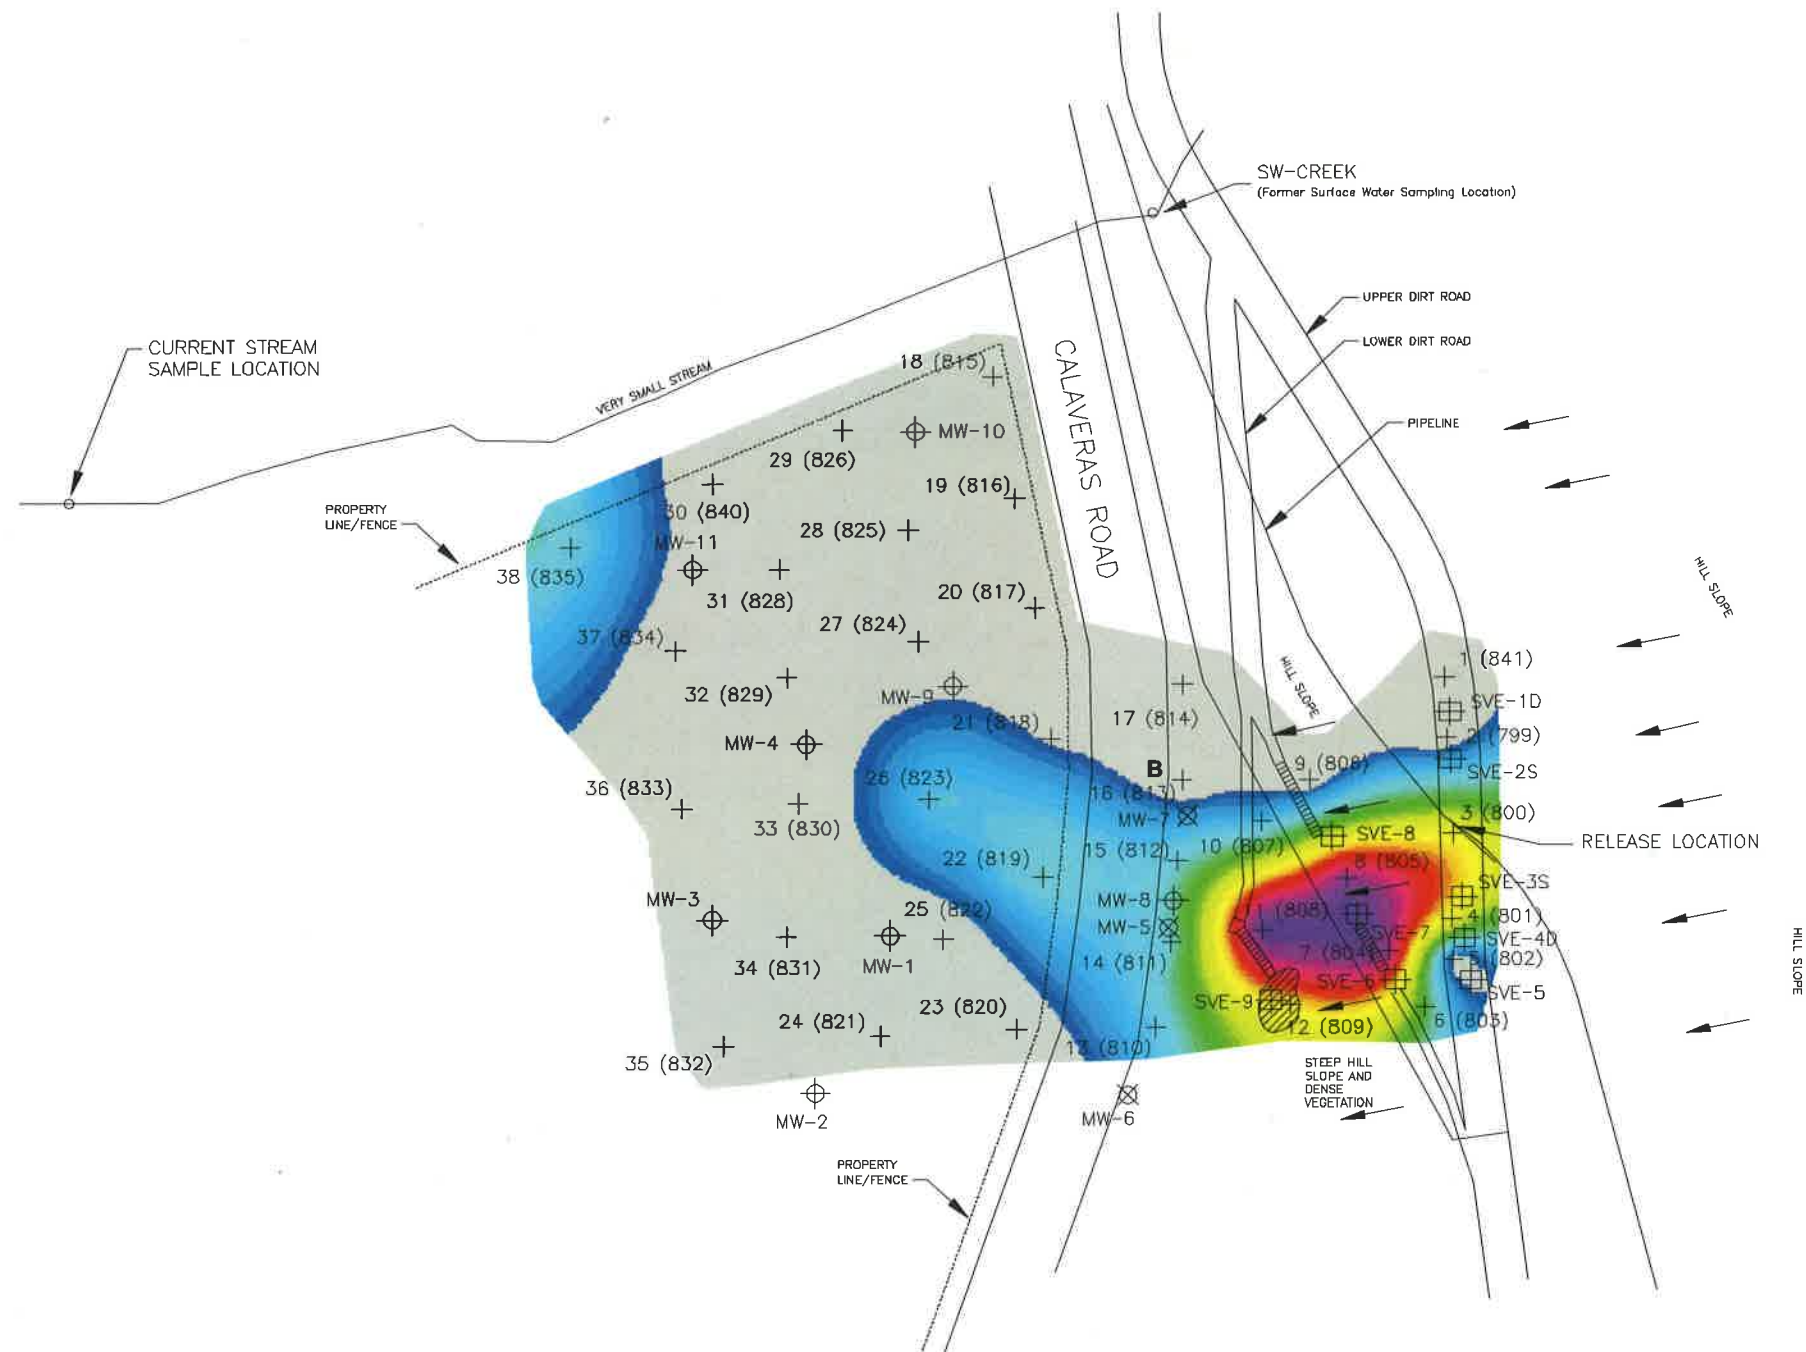 SW-CREEK
(Former Surface Water Sampling Location)
UPPER DIRT ROAD
CURRENT STREAM
SAMPLE LOCATION
LOWER DIRT ROAD
CALAVERAS ROAD
18 (815)
VERY SMALL STREAM
PIPELINE
MW-10
29 (826)
19 (816)
30 (840)
PROPERTY
LINE/FENCE
28 (825)
MW-11
38 (835)
31 (828)
20 (817)
HILL SLOPE
27 (824)
37 (834)
1 (841)
32 (829)
MW-9
HILL SLOPE
SVE-1D
17 (814)
21 (818)
2 (799)
MW-4
B
9 (806)
SVE-2S
26 (823)
36 (833)
16 (813)
3 (800)
MW-7
33 (830)
SVE-8
RELEASE LOCATION
15 (812)
10 (807)
22 (819)
8 (805)
SVE-3S
MW-3
MW-8
25 (822)
11 (808)
4 (801)
MW-5
SVE-7
SVE-4D
7 (804)
5 (802)
34 (831)
MW-1
14 (811)
HILL SLOPE
SVE-6
SVE-5
23 (820)
SVE-9
24 (821)
12 (809)
6 (803)
13 (810)
35 (832)
STEEP HILL
SLOPE AND
DENSE
VEGETATION
MW-2
MW-6
PROPERTY
LINE/FENCE